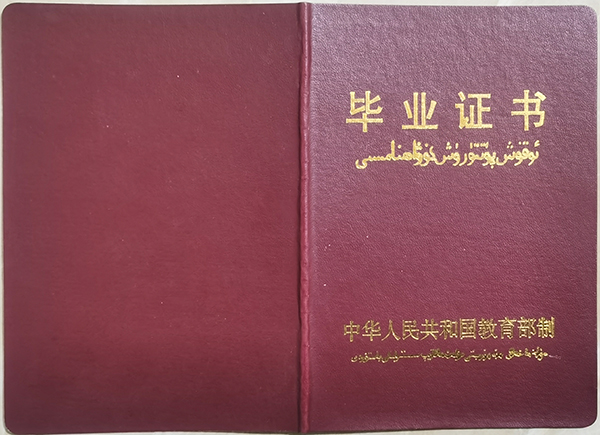 毕业证书
ئوقۇش پۈتتۈرۈش گۇۋاھنامىسى
中华人民共和国教育部制